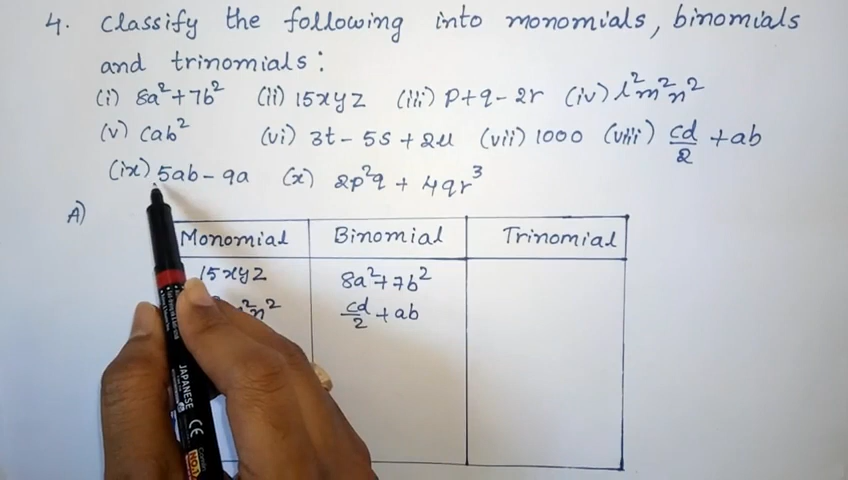 4. Classify the following into monomials, binomials
and trinomials:
(i) 8a²+7b² (ii) 15xyz (iii) p+q-2r (iv) l²m²n²
(v) cab² (vi) 3t-5s+2u (vii) 1000 (viii) cd/2 + ab
(ix) 5ab-9a (x) 2p²q + 4qr³
A)
Monomial Binomial Trinomial
15xyz 8a²+7b²
²n² cd/2 + ab
JAPANESE
CE